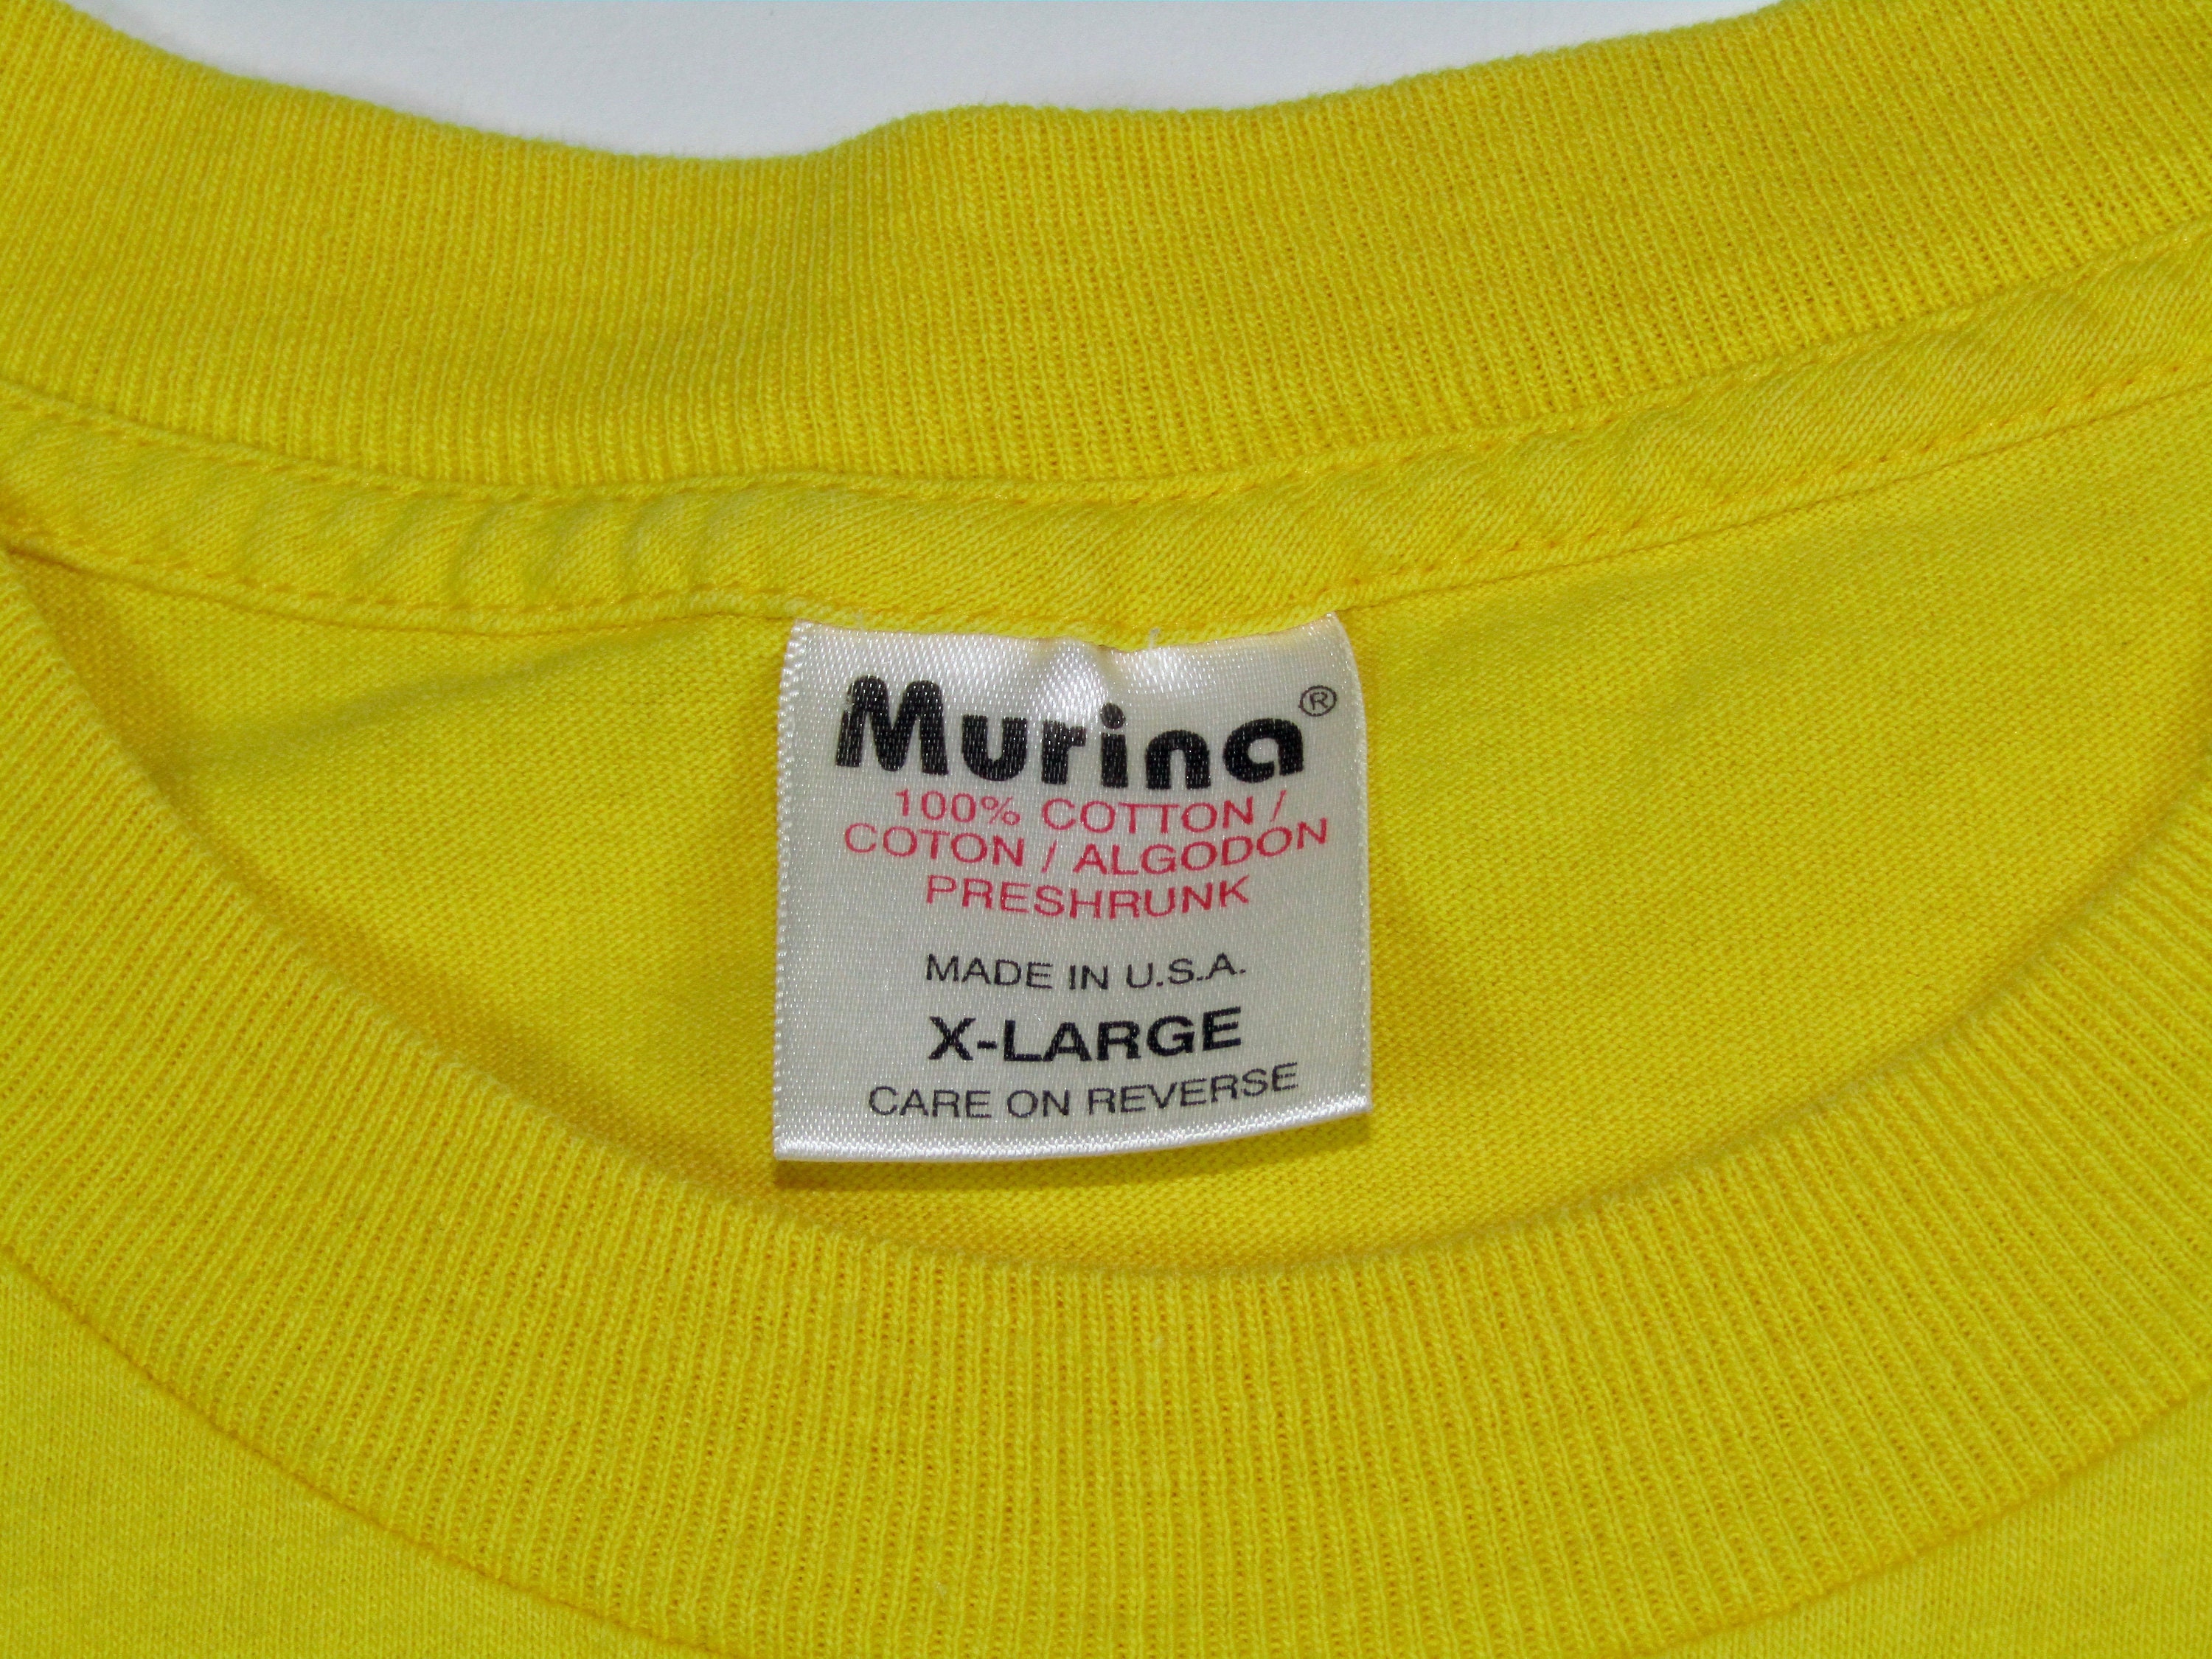 Murina®
100% COTTON /
COTON / ALGODON
PRESHRUNK
MADE IN U.S.A.
X-LARGE
CARE ON REVERSE